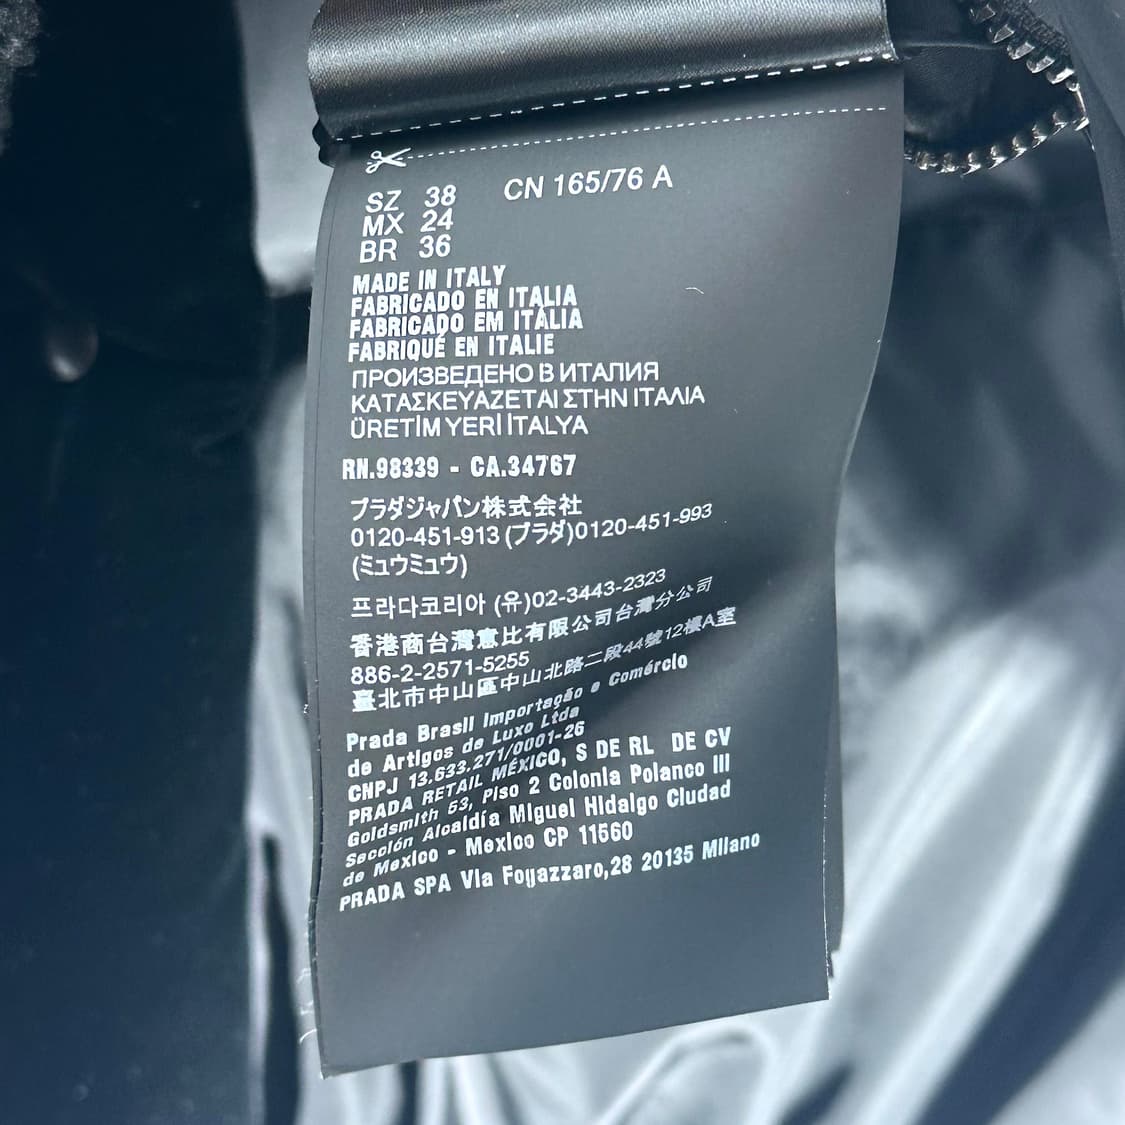 SZ 38 CN 165/76 A
MX 24
BR 36
MADE IN ITALY
FABRICADO EN ITALIA
FABRICADO EM ITÁLIA
FABRIQUÉ EN ITALIE
ПРОИЗВЕДЕНО В ИТАЛИЯ
ΚΑΤΑΣΚΕΥΑΖΕΤΑΙ ΣΤΗΝ ΙΤΑΛΙΑ
ÜRETİM YERİ İTALYA
RN.98339 - CA.34767
プラダジャパン株式会社
0120-451-913 (プラダ)0120-451-993
(ミュウミュウ)
프라다코리아 (유)02-3443-2323
香港商台灣惠比有限公司台灣分公司
886-2-2571-5255
臺北市中山區中山北路二段44號12樓A室
Prada Brasil Importação e Comércio
de Artigos de Luxo Ltda
CNPJ 13.633.271/0001-26
PRADA RETAIL MÉXICO, S DE RL DE CV
Goldsmith 53, Piso 2 Colonia Polanco III
Sección Alcaldía Miguel Hidalgo Ciudad
de Mexico - Mexico CP 11560
PRADA SPA Via Fogazzaro,28 20135 Milano